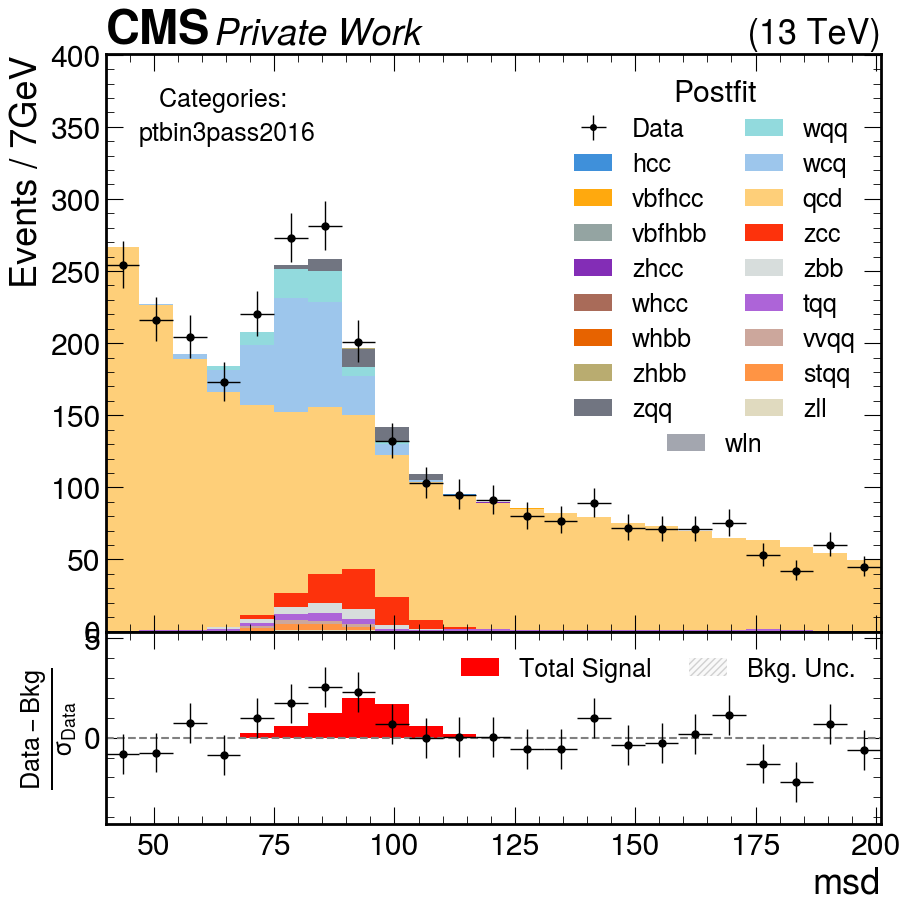 CMS Private Work (13 TeV)
Events / 7GeV
400
350
300
250
200
150
100
50
0
Categories:
ptbin3pass2016
Postfit
Data
hcc
vbfhcc
vbfhbb
zhcc
whcc
whbb
zhbb
zqq
wqq
wcq
qcd
zcc
zbb
tqq
vvqq
stqq
zll
wln
Data – Bkg
σData
5
0
Total Signal Bkg. Unc.
50 75 100 125 150 175 200
msd